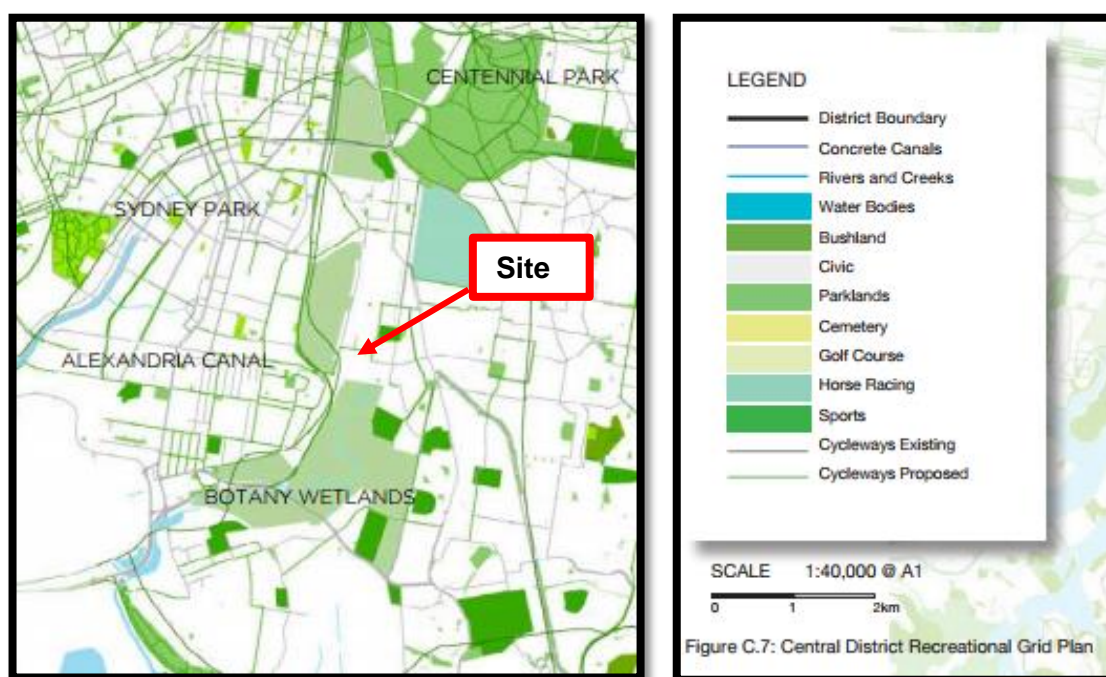 CENTENNIAL PARK
SYDNEY PARK
Site
ALEXANDRIA CANAL
BOTANY WETLANDS
LEGEND
District Boundary
Concrete Canals
Rivers and Creeks
Water Bodies
Bushland
Civic
Parklands
Cemetery
Golf Course
Horse Racing
Sports
Cycleways Existing
Cycleways Proposed
SCALE 1:40,000 @ A1
0 1 2km
Figure C.7: Central District Recreational Grid Plan